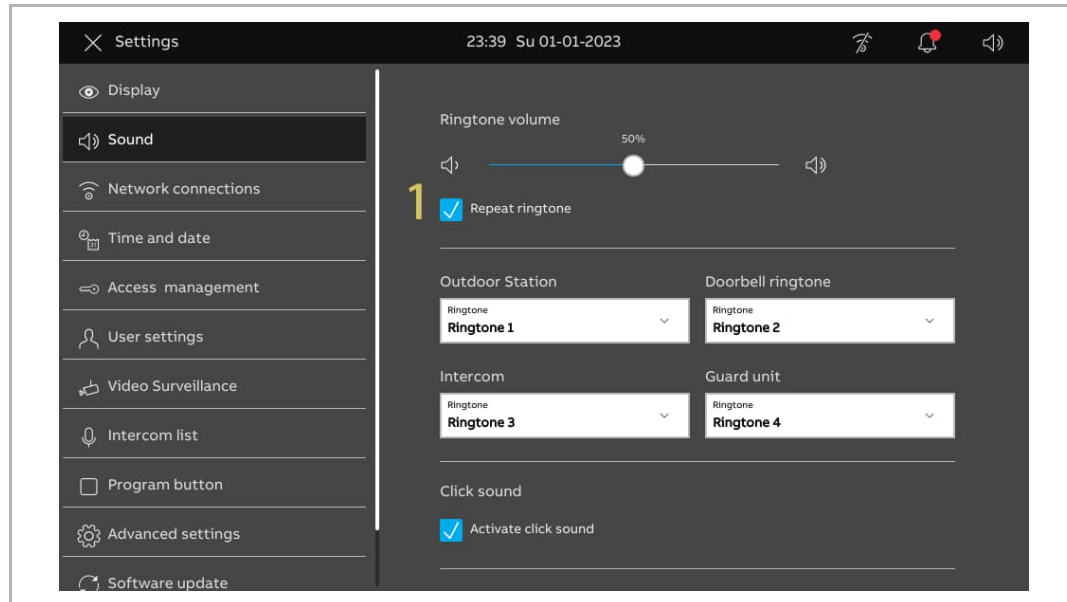 Settings
23:39 Su 01-01-2023
Display
Sound
Network connections
Time and date
Access management
User settings
Video Surveillance
Intercom list
Program button
Advanced settings
Software update
Ringtone volume
50%
1
Repeat ringtone
Outdoor Station
Ringtone
Ringtone 1
Doorbell ringtone
Ringtone
Ringtone 2
Intercom
Ringtone
Ringtone 3
Guard unit
Ringtone
Ringtone 4
Click sound
Activate click sound